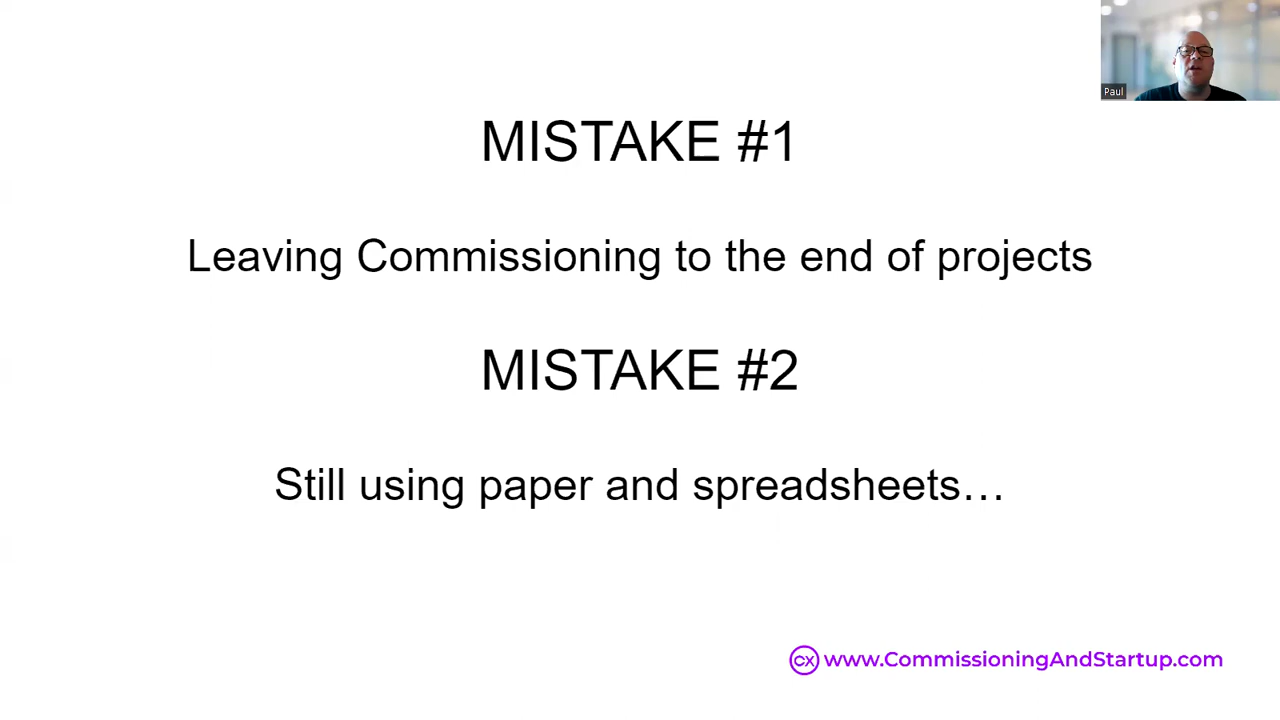 Paul
MISTAKE #1
Leaving Commissioning to the end of projects
MISTAKE #2
Still using paper and spreadsheets…
CX www.CommissioningAndStartup.com